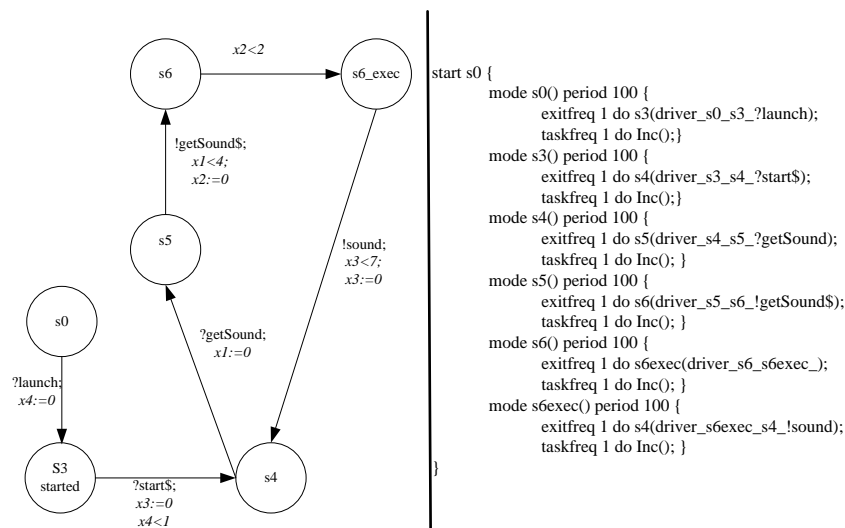 s6
x2<2
s6_exec
!getSound$;
x1<4;
x2:=0
s5
!sound;
x3<7;
x3:=0
s0
?getSound;
x1:=0
?launch;
x4:=0
S3
started
s4
?start$;
x3:=0
x4<1
start s0 {
mode s0() period 100 {
exitfreq 1 do s3(driver_s0_s3_?launch);
taskfreq 1 do Inc();}
mode s3() period 100 {
exitfreq 1 do s4(driver_s3_s4_?start$);
taskfreq 1 do Inc();}
mode s4() period 100 {
exitfreq 1 do s5(driver_s4_s5_?getSound);
taskfreq 1 do Inc(); }
mode s5() period 100 {
exitfreq 1 do s6(driver_s5_s6_!getSound$);
taskfreq 1 do Inc(); }
mode s6() period 100 {
exitfreq 1 do s6exec(driver_s6_s6exec_);
taskfreq 1 do Inc(); }
mode s6exec() period 100 {
exitfreq 1 do s4(driver_s6exec_s4_!sound);
taskfreq 1 do Inc(); }
}